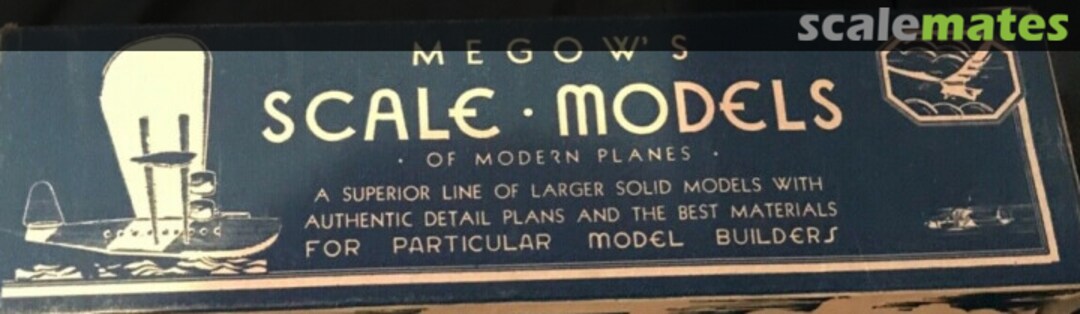 scalemates
MEGOW'S
SCALE · MODELS
· OF MODERN PLANES ·
A SUPERIOR LINE OF LARGER SOLID MODELS WITH
AUTHENTIC DETAIL PLANS AND THE BEST MATERIALS
FOR PARTICULAR MODEL BUILDERS